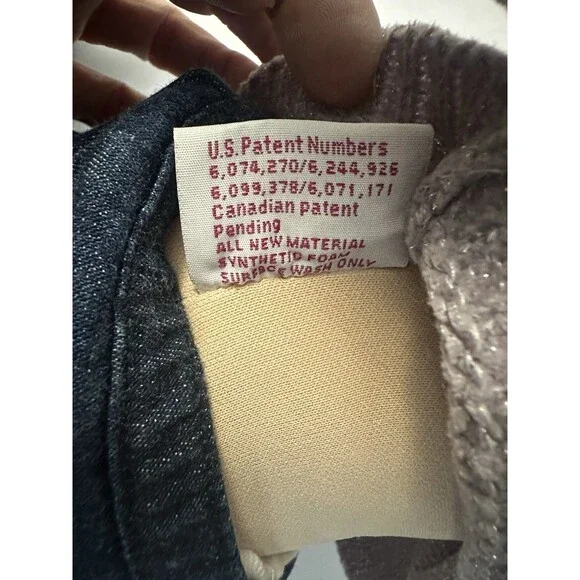 U.S. Patent Numbers
6,074,270/6,244,926
6,099,378/6,071,171
Canadian patent
Pending
ALL NEW MATERIAL
SYNTHETIC FOAM
SURFACE WASH ONLY